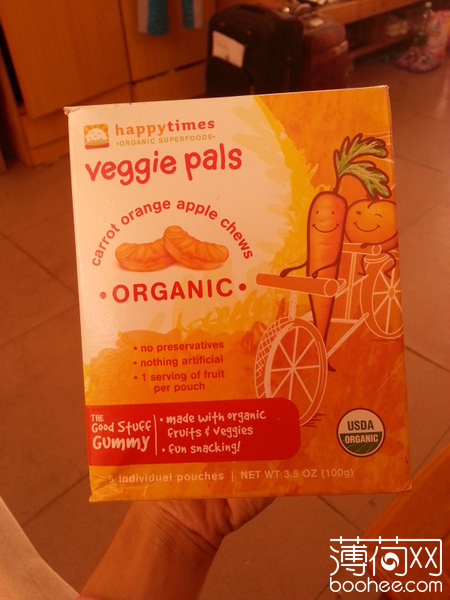 happytimes
•ORGANIC SUPERFOODS•
veggie pals
carrot orange apple chews
•ORGANIC•
• no preservatives
• nothing artificial
• 1 serving of fruit
per pouch
THE
Good Stuff
Gummy
• made with organic
fruits & veggies
• fun snacking!
USDA
ORGANIC
5 individual pouches | NET WT 3.5 OZ (100g)
薄荷网
boohee.com